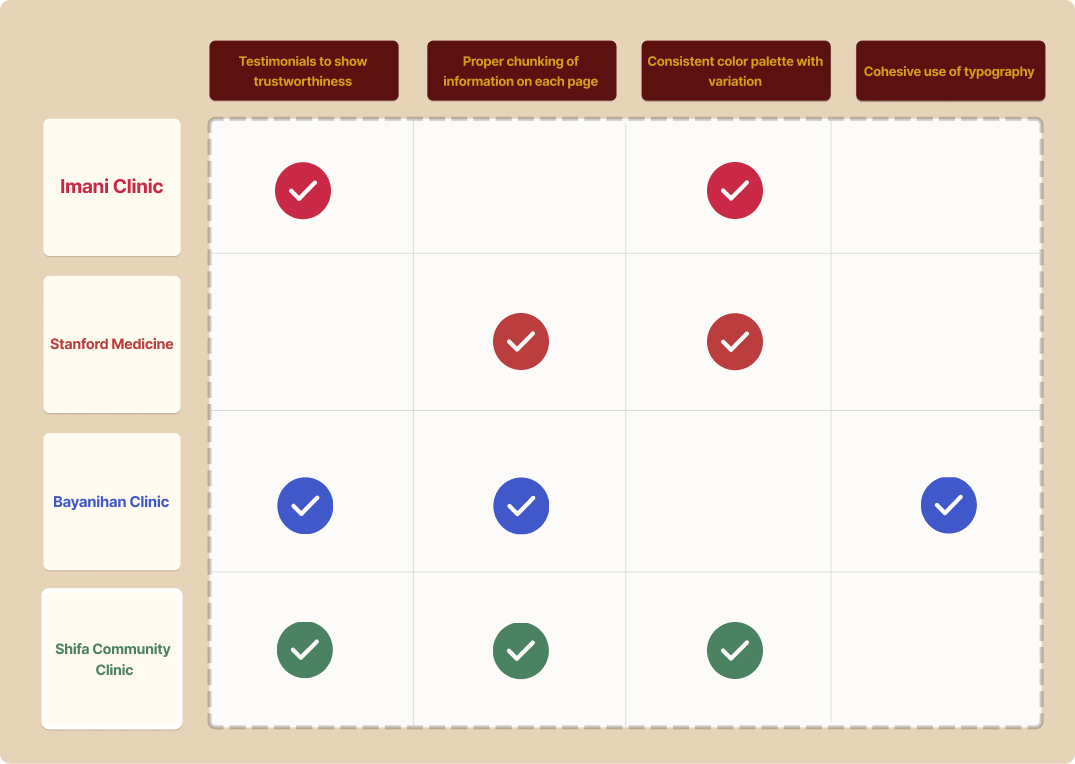 Testimonials to show
trustworthiness
Proper chunking of
information on each page
Consistent color palette with
variation
Cohesive use of typography
Imani Clinic
Stanford Medicine
Bayanihan Clinic
Shifa Community
Clinic